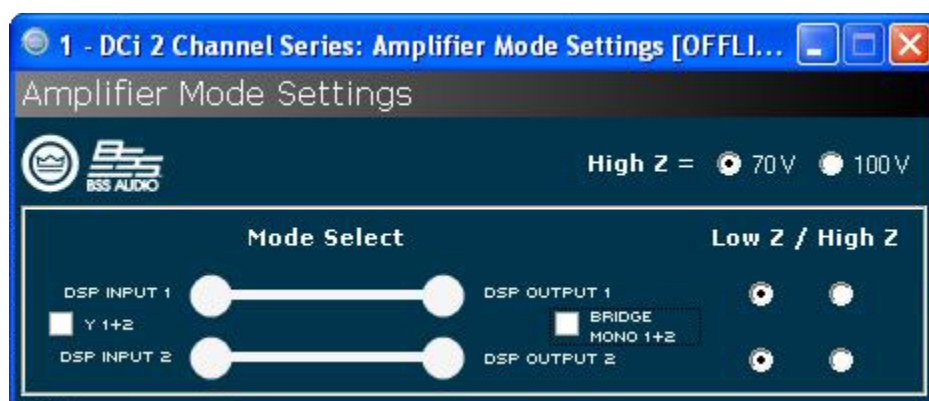 1 - DCi 2 Channel Series: Amplifier Mode Settings [OFFLI...
Amplifier Mode Settings
BSS AUDIO
High Z = 70V 100V
Mode Select Low Z / High Z
DSP INPUT 1 DSP OUTPUT 1
Y 1+2 BRIDGE
MONO 1+2
DSP INPUT 2 DSP OUTPUT 2